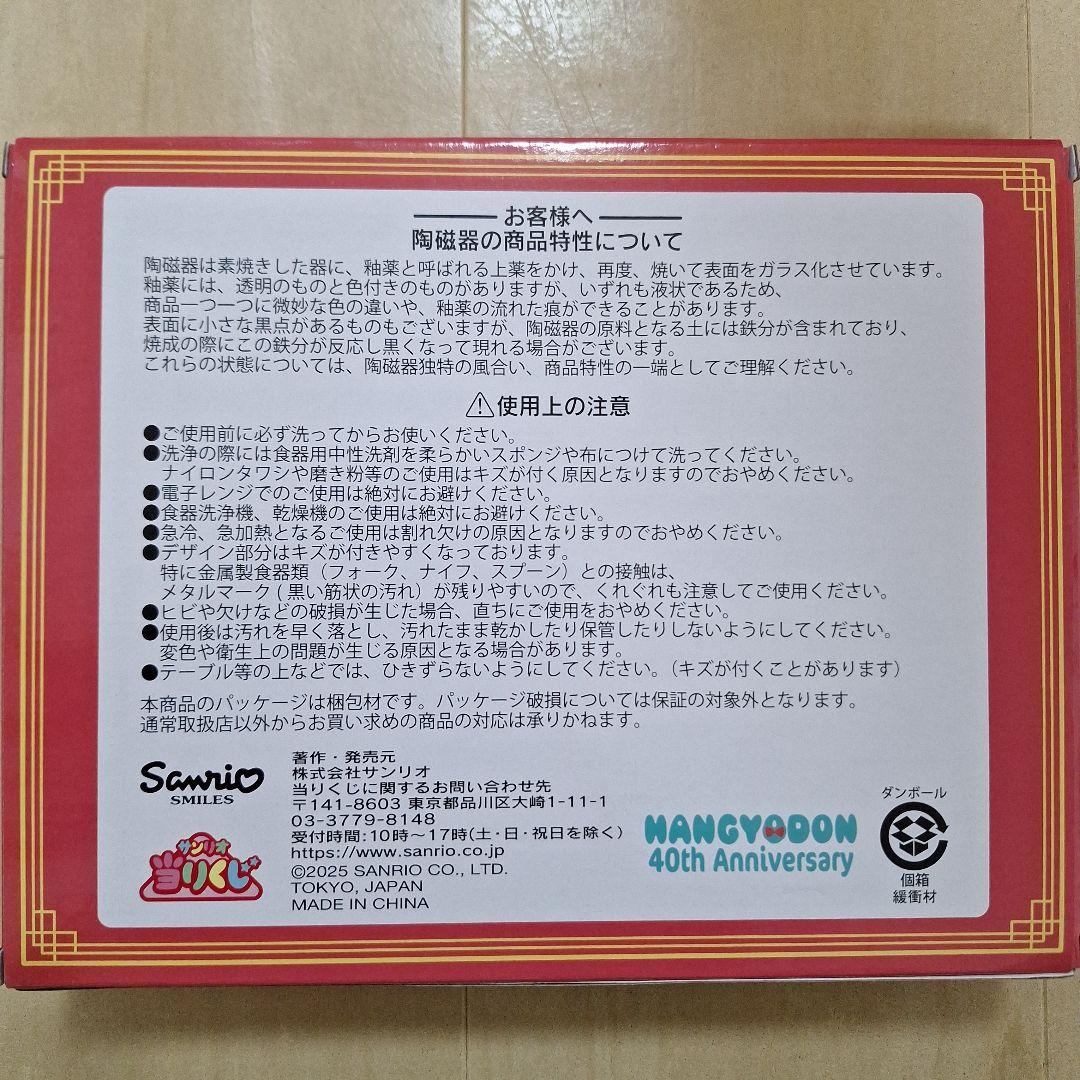 お客様へ
陶磁器の商品特性について
陶磁器は素焼きした器に、釉薬と呼ばれる上薬をかけ、再度、焼いて表面をガラス化させています。
釉薬には、透明のものと色付きのものがありますが、いずれも液状であるため、
商品一つ一つに微妙な色の違いや、釉薬の流れた痕ができることがあります。
表面に小さな黒点があるものもございますが、陶磁器の原料となる土には鉄分が含まれており、
焼成の際にこの鉄分が反応し黒くなって現れる場合がございます。
これらの状態については、陶磁器独特の風合い、商品特性の一端としてご理解ください。
⚠使用上の注意
●ご使用前に必ず洗ってからお使いください。
●洗浄の際には食器用中性洗剤を柔らかいスポンジや布につけて洗ってください。
ナイロンタワシや磨き粉等のご使用はキズが付く原因となりますのでおやめください。
●電子レンジでのご使用は絶対にお避けください。
●食器洗浄機、乾燥機のご使用は絶対にお避けください。
●急冷、急加熱となるご使用は割れ欠けの原因となりますのでおやめください。
●デザイン部分はキズが付きやすくなっております。
特に金属製食器類（フォーク、ナイフ、スプーン）との接触は、
メタルマーク(黒い筋状の汚れ）が残りやすいので、くれぐれも注意してご使用ください。
●ヒビや欠けなどの破損が生じた場合、直ちにご使用をおやめください。
●使用後は汚れを早く落とし、汚れたまま乾かしたり保管したりしないようにしてください。
変色や衛生上の問題が生じる原因となる場合があります。
●テーブル等の上などでは、ひきずらないようにしてください。（キズが付くことがあります）
本商品のパッケージは梱包材です。パッケージ破損については保証の対象外となります。
通常取扱店以外からお買い求めの商品の対応は承りかねます。
Sanrio
SMILES
サンリオ
当りくじ
著作・発売元
株式会社サンリオ
当りくじに関するお問い合わせ先
〒141-8603 東京都品川区大崎1-11-1
03-3779-8148
受付時間:10時〜17時(土・日・祝日を除く)
https://www.sanrio.co.jp
©2025 SANRIO CO., LTD.
TOKYO, JAPAN
MADE IN CHINA
HANGYODON
40th Anniversary
ダンボール
個箱
緩衝材